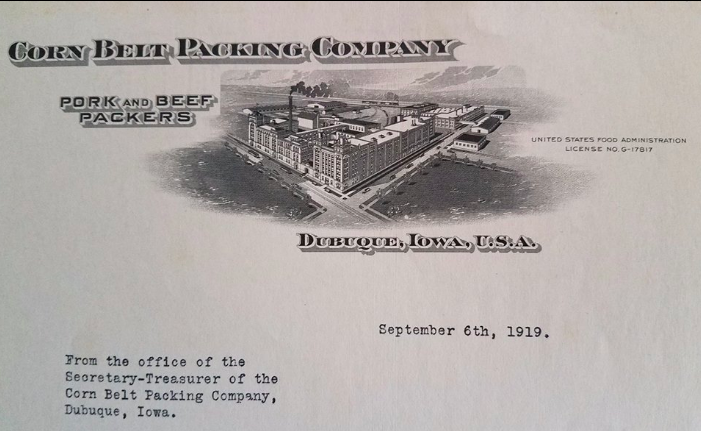 CORN BELT PACKING COMPANY
PORK AND BEEF
PACKERS
UNITED STATES FOOD ADMINISTRATION
LICENSE NO. G-17817
DUBUQUE, IOWA, U.S.A.
September 6th, 1919.
From the office of the
Secretary-Treasurer of the
Corn Belt Packing Company,
Dubuque, Iowa.